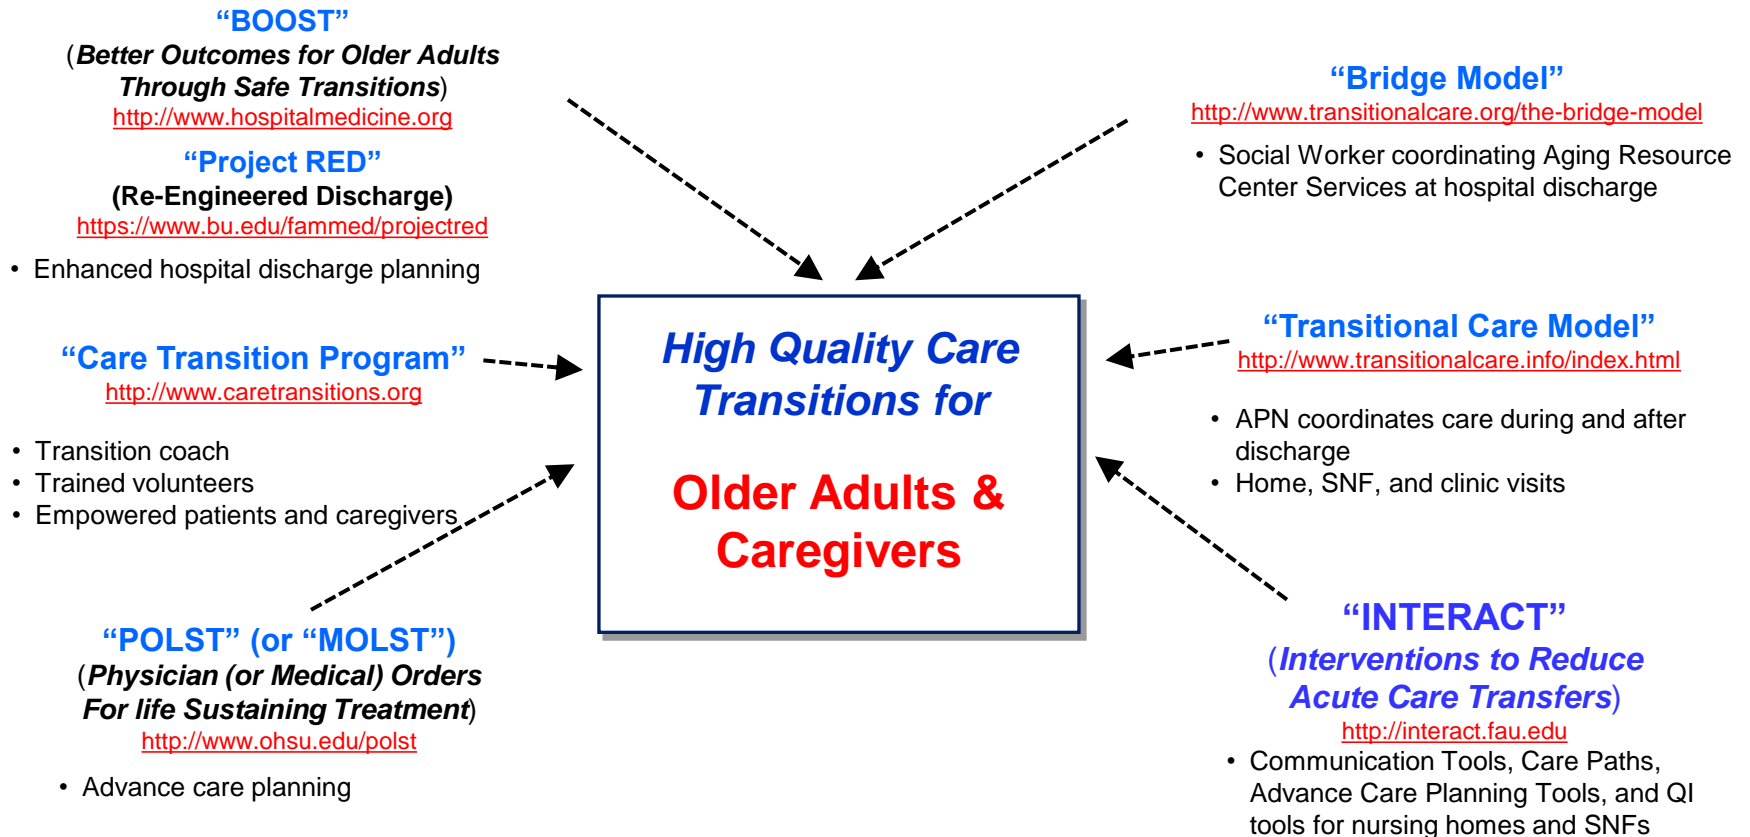 “BOOST”
(Better Outcomes for Older Adults
Through Safe Transitions)
http://www.hospitalmedicine.org
“Project RED”
(Re-Engineered Discharge)
https://www.bu.edu/fammed/projectred
• Enhanced hospital discharge planning
“Care Transition Program”
http://www.caretransitions.org
• Transition coach
• Trained volunteers
• Empowered patients and caregivers
“POLST” (or “MOLST”)
(Physician (or Medical) Orders
For life Sustaining Treatment)
http://www.ohsu.edu/polst
• Advance care planning
High Quality Care
Transitions for
Older Adults &
Caregivers
“Bridge Model”
http://www.transitionalcare.org/the-bridge-model
• Social Worker coordinating Aging Resource
Center Services at hospital discharge
“Transitional Care Model”
http://www.transitionalcare.info/index.html
• APN coordinates care during and after
discharge
• Home, SNF, and clinic visits
“INTERACT”
(Interventions to Reduce
Acute Care Transfers)
http://interact.fau.edu
• Communication Tools, Care Paths,
Advance Care Planning Tools, and QI
tools for nursing homes and SNFs